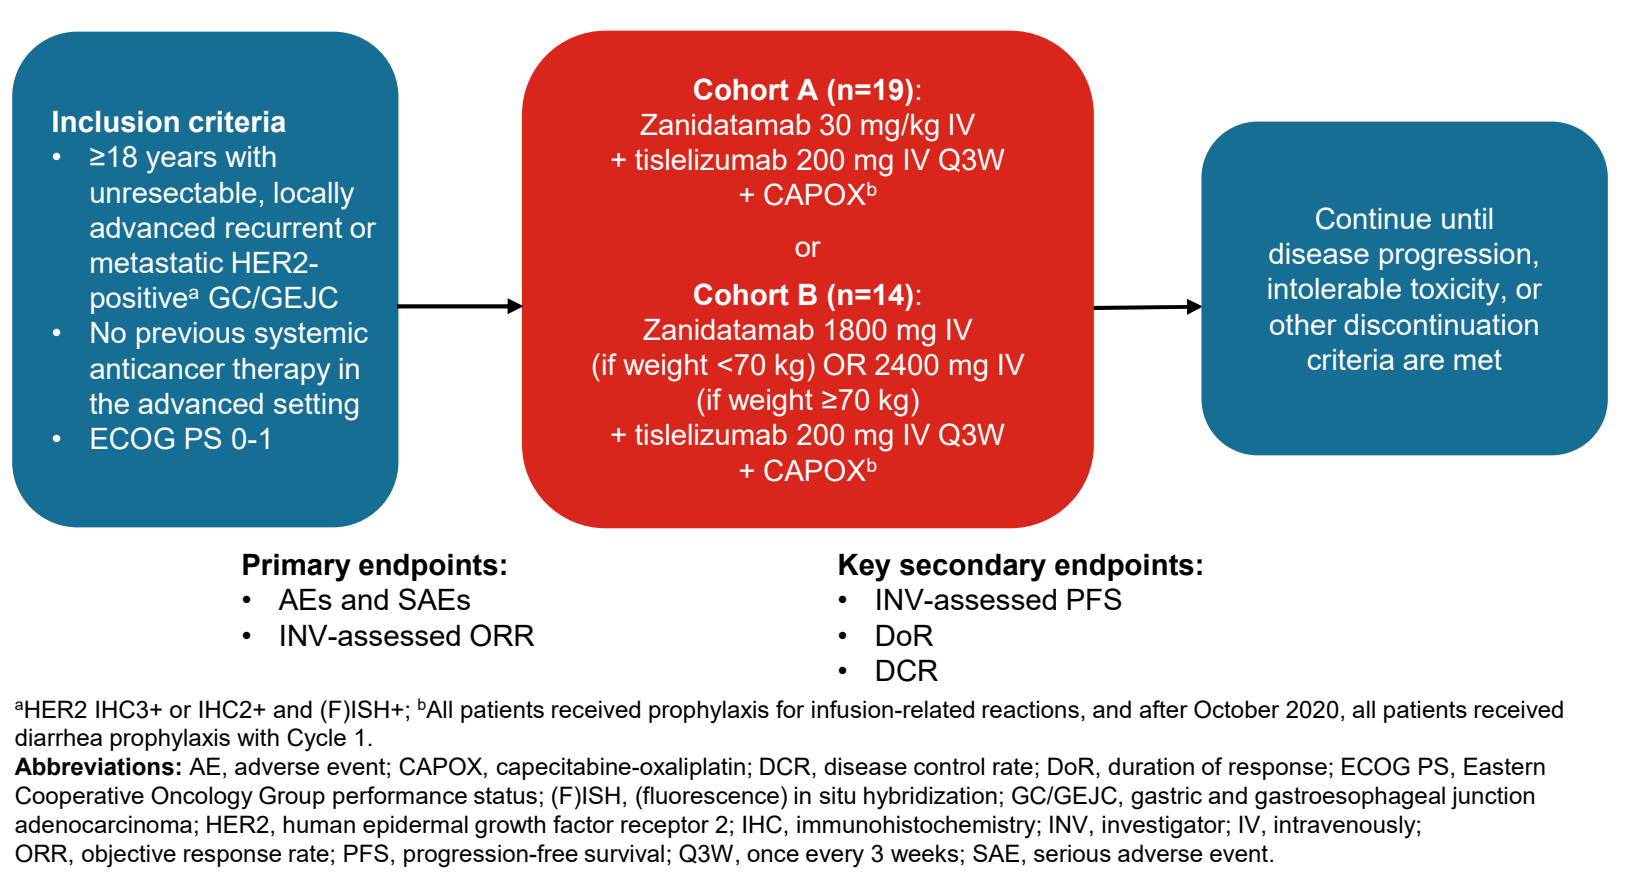 Inclusion criteria
• ≥18 years with
unresectable, locally
advanced recurrent or
metastatic HER2-
positiveᵃ GC/GEJC
• No previous systemic
anticancer therapy in
the advanced setting
• ECOG PS 0-1
Cohort A (n=19):
Zanidatamab 30 mg/kg IV
+ tislelizumab 200 mg IV Q3W
+ CAPOXᵇ
or
Cohort B (n=14):
Zanidatamab 1800 mg IV
(if weight <70 kg) OR 2400 mg IV
(if weight ≥70 kg)
+ tislelizumab 200 mg IV Q3W
+ CAPOXᵇ
Continue until
disease progression,
intolerable toxicity, or
other discontinuation
criteria are met
Primary endpoints:
• AEs and SAEs
• INV-assessed ORR
Key secondary endpoints:
• INV-assessed PFS
• DoR
• DCR
ᵃHER2 IHC3+ or IHC2+ and (F)ISH+; ᵇAll patients received prophylaxis for infusion-related reactions, and after October 2020, all patients received
diarrhea prophylaxis with Cycle 1.
Abbreviations: AE, adverse event; CAPOX, capecitabine-oxaliplatin; DCR, disease control rate; DoR, duration of response; ECOG PS, Eastern
Cooperative Oncology Group performance status; (F)ISH, (fluorescence) in situ hybridization; GC/GEJC, gastric and gastroesophageal junction
adenocarcinoma; HER2, human epidermal growth factor receptor 2; IHC, immunohistochemistry; INV, investigator; IV, intravenously;
ORR, objective response rate; PFS, progression-free survival; Q3W, once every 3 weeks; SAE, serious adverse event.